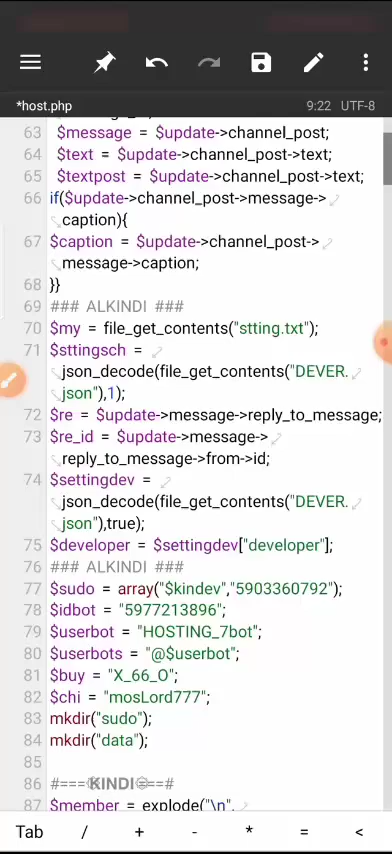 *host.php 9:22 UTF-8
63 $message = $update->channel_post;
64 $text = $update->channel_post->text;
65 $textpost = $update->channel_post->text;
66 if($update->channel_post->message->
caption){
67 $caption = $update->channel_post->
message->caption;
68 }}
69 ### ALKINDI ###
70 $my = file_get_contents("stting.txt");
71 $sttingsch =
json_decode(file_get_contents("DEVER.
json"),1);
72 $re = $update->message->reply_to_message;
73 $re_id = $update->message->
reply_to_message->from->id;
74 $settingdev =
json_decode(file_get_contents("DEVER.
json"),true);
75 $developer = $settingdev["developer"];
76 ### ALKINDI ###
77 $sudo = array("$kindev","5903360792");
78 $idbot = "5977213896";
79 $userbot = "HOSTING_7bot";
80 $userbots = "@$userbot";
81 $buy = "X_66_O";
82 $chi = "mosLord777";
83 mkdir("sudo");
84 mkdir("data");
85
86 #===KINDI===#
87 $member = explode("\n",
Tab / + - * = <